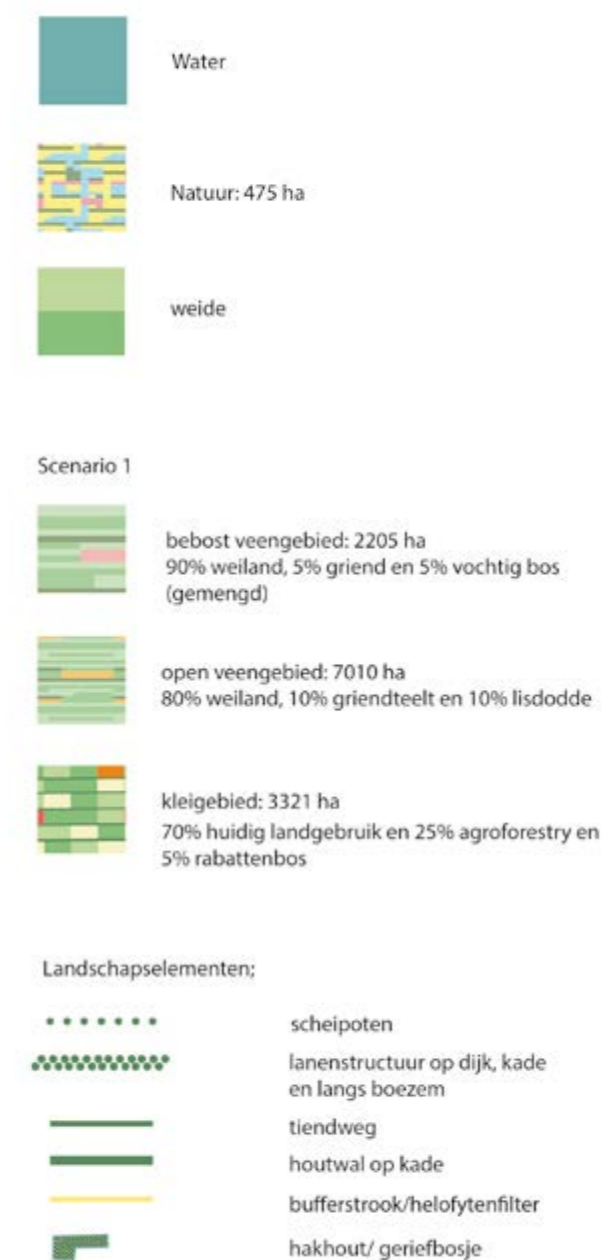 Water
Natuur: 475 ha
weide
Scenario 1
bebost veengebied: 2205 ha
90% weiland, 5% griend en 5% vochtig bos
(gemengd)
open veengebied: 7010 ha
80% weiland, 10% griendteelt en 10% lisdodde
kleigebied: 3321 ha
70% huidig landgebruik en 25% agroforestry en
5% rabattenbos
Landschapselementen;
scheipoten
lanenstructuur op dijk, kade
en langs boezem
tiendweg
houtwal op kade
bufferstrook/helofytenfilter
hakhout/ geriefbosje